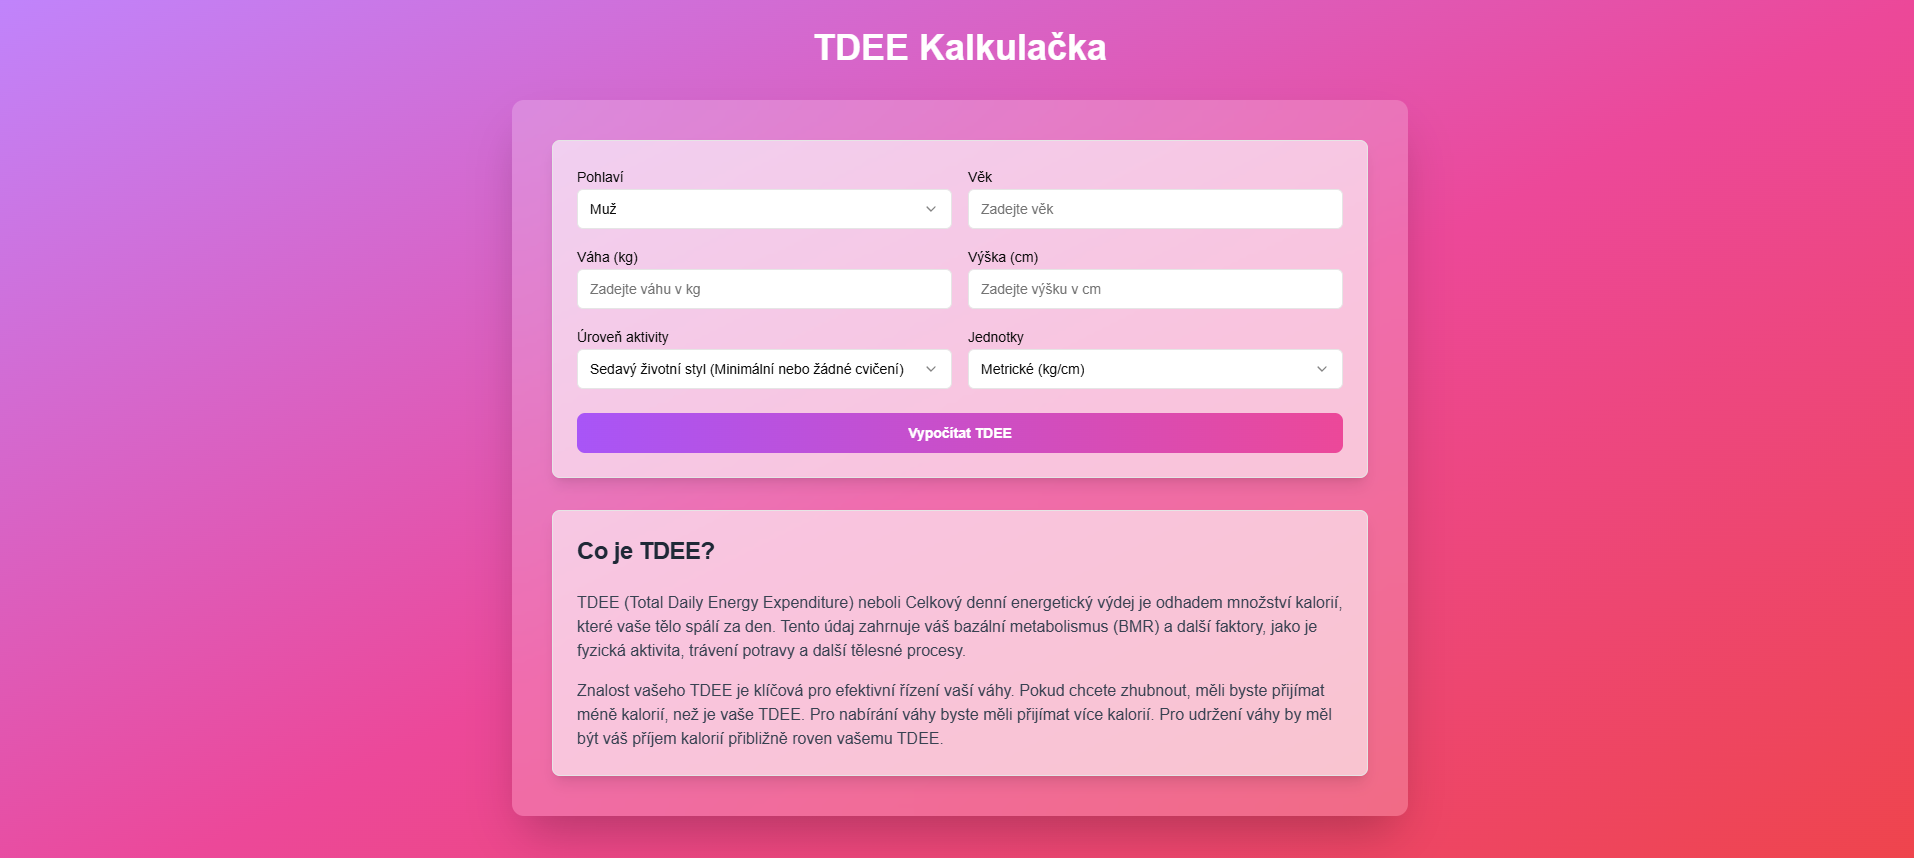 TDEE Kalkulačka
Pohlaví
Muž
Věk
Zadejte věk
Váha (kg)
Zadejte váhu v kg
Výška (cm)
Zadejte výšku v cm
Úroveň aktivity
Sedavý životní styl (Minimální nebo žádné cvičení)
Jednotky
Metrické (kg/cm)
Vypočítat TDEE
Co je TDEE?
TDEE (Total Daily Energy Expenditure) neboli Celkový denní energetický výdej je odhadem množství kalorií,
které vaše tělo spálí za den. Tento údaj zahrnuje váš bazální metabolismus (BMR) a další faktory, jako je
fyzická aktivita, trávení potravy a další tělesné procesy.
Znalost vašeho TDEE je klíčová pro efektivní řízení vaší váhy. Pokud chcete zhubnout, měli byste přijímat
méně kalorií, než je vaše TDEE. Pro nabírání váhy byste měli přijímat více kalorií. Pro udržení váhy by měl
být váš příjem kalorií přibližně roven vašemu TDEE.